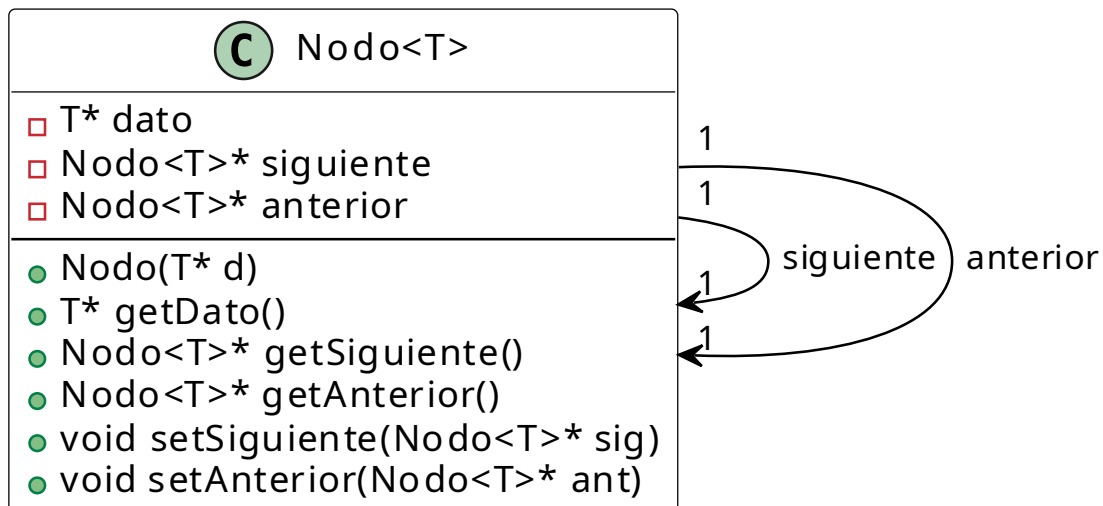 C Nodo<T>
T* dato
Nodo<T>* siguiente
Nodo<T>* anterior
Nodo(T* d)
T* getDato()
Nodo<T>* getSiguiente()
Nodo<T>* getAnterior()
void setSiguiente(Nodo<T>* sig)
void setAnterior(Nodo<T>* ant)
1
1
siguiente
anterior
1
1